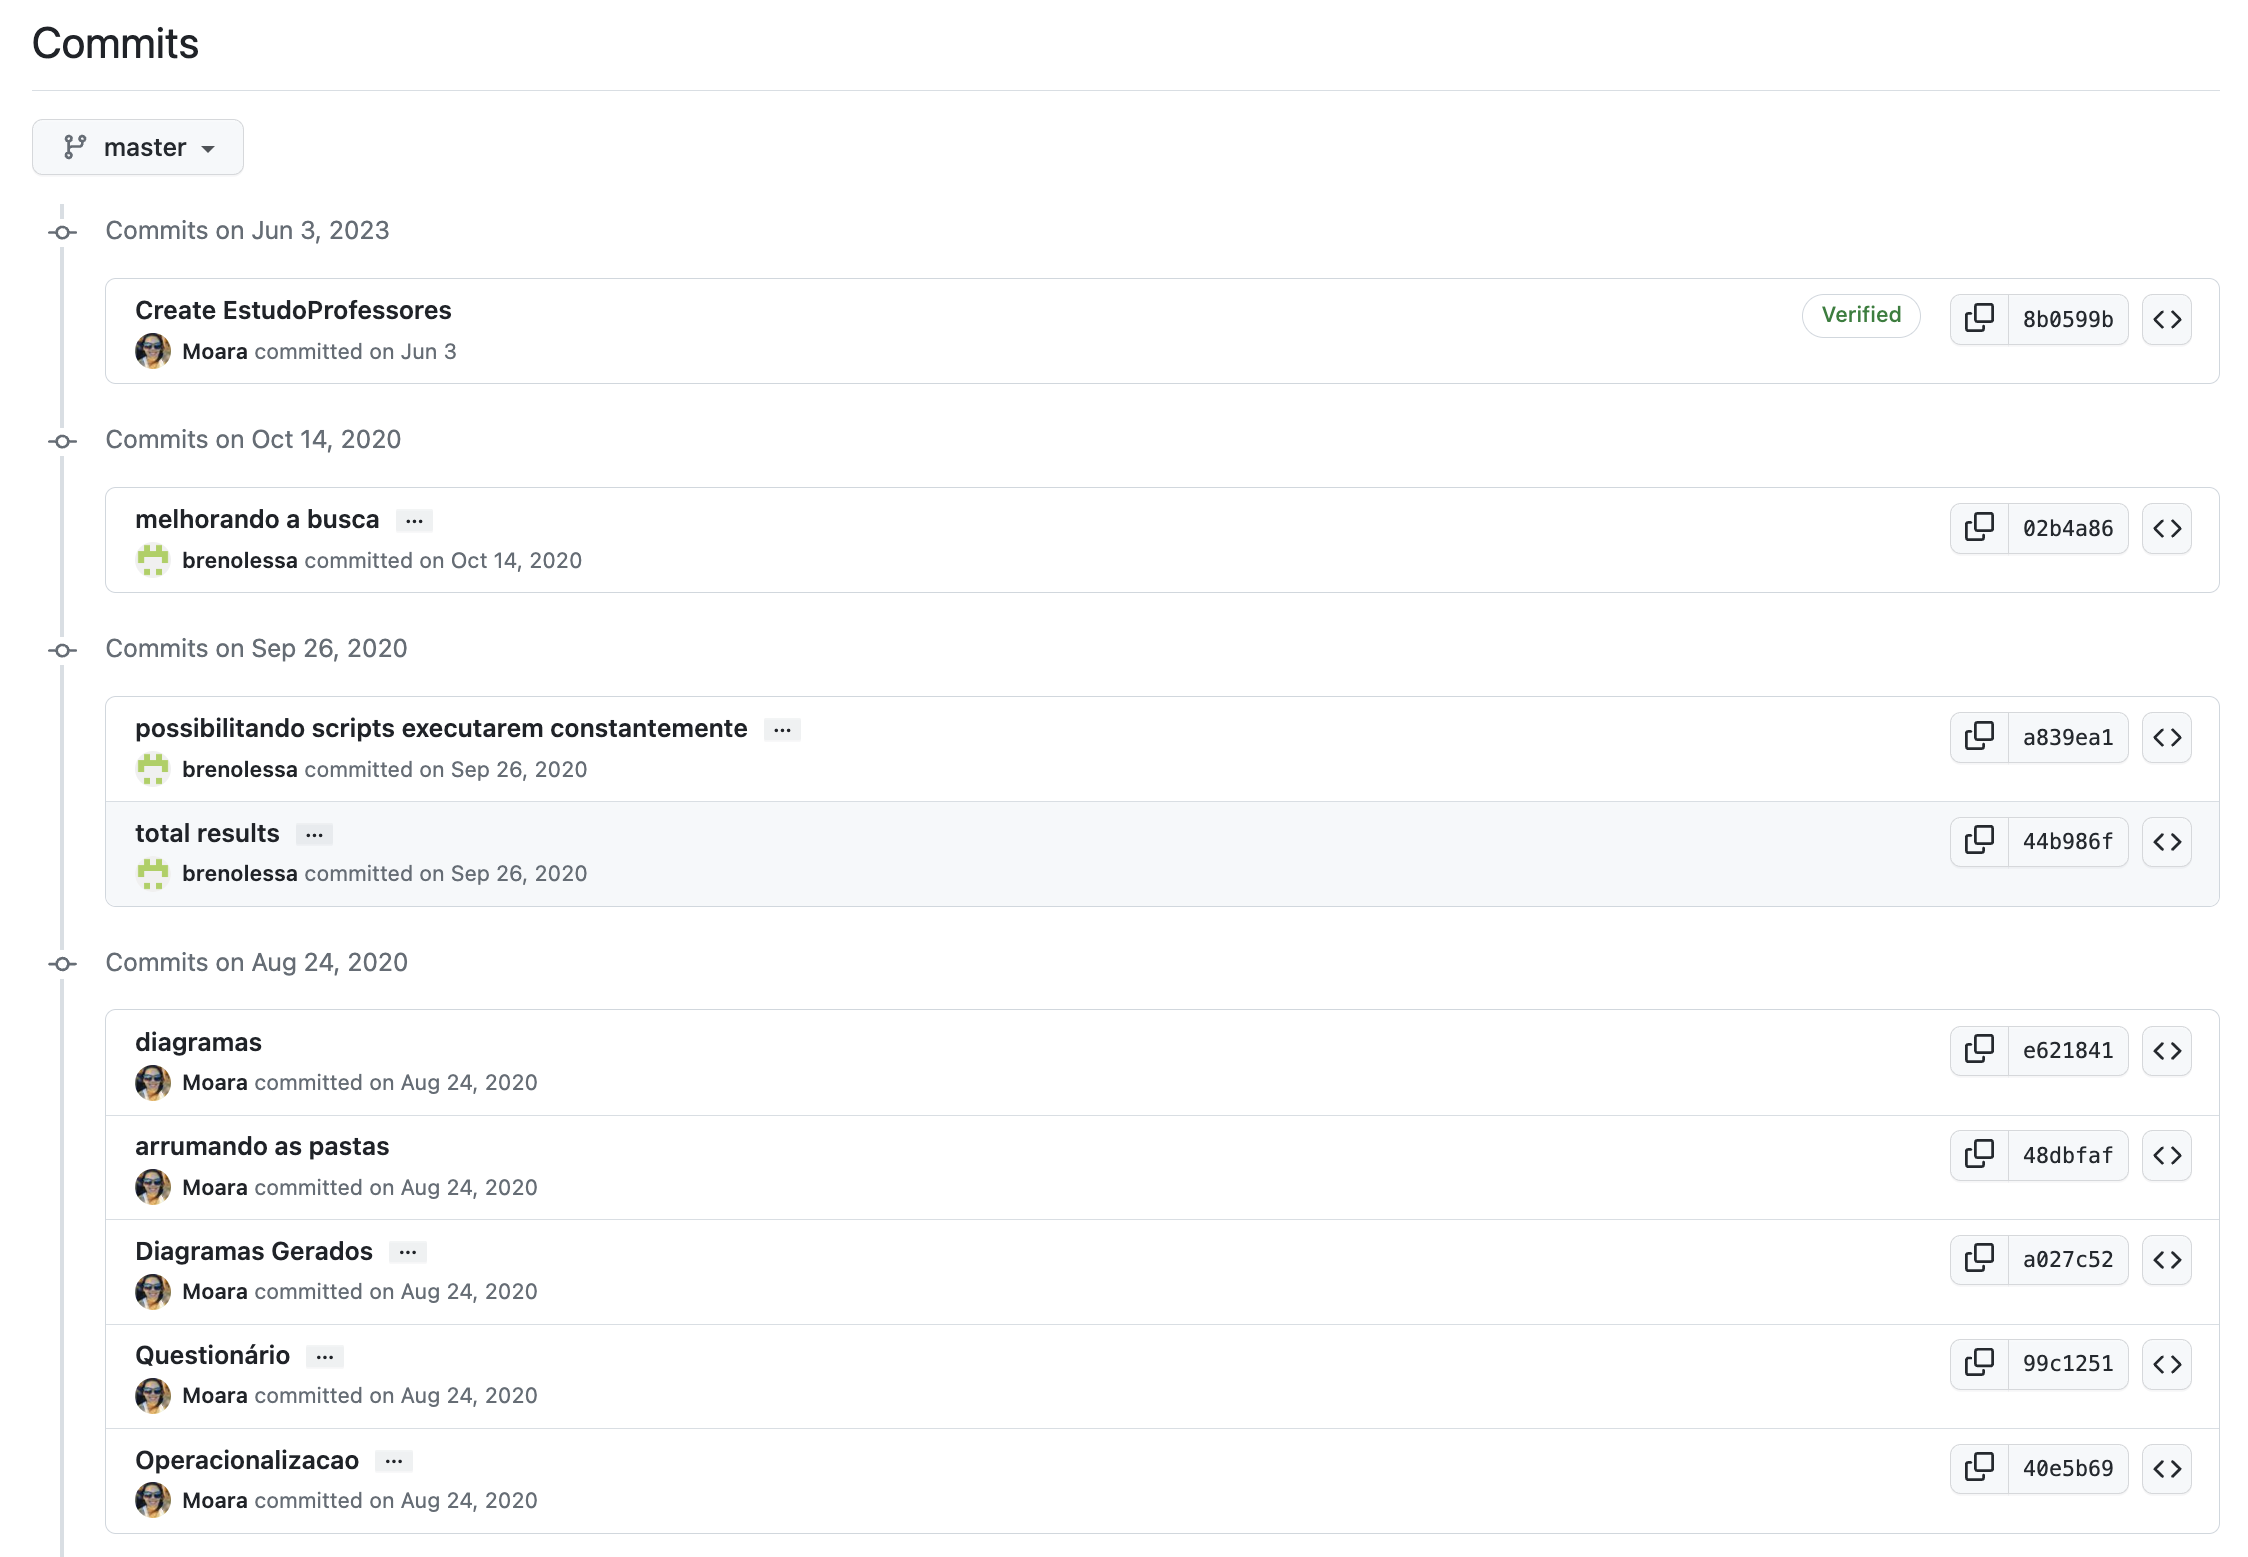 Commits
master
Commits on Jun 3, 2023
Create EstudoProfessores
Verified
8b0599b
Moara committed on Jun 3
Commits on Oct 14, 2020
melhorando a busca ...
02b4a86
brenolessa committed on Oct 14, 2020
Commits on Sep 26, 2020
possibilitando scripts executarem constantemente ...
a839ea1
brenolessa committed on Sep 26, 2020
total results ...
44b986f
brenolessa committed on Sep 26, 2020
Commits on Aug 24, 2020
diagramas
e621841
Moara committed on Aug 24, 2020
arrumando as pastas
48dbfaf
Moara committed on Aug 24, 2020
Diagramas Gerados ...
a027c52
Moara committed on Aug 24, 2020
Questionário ...
99c1251
Moara committed on Aug 24, 2020
Operacionalizacao ...
40e5b69
Moara committed on Aug 24, 2020